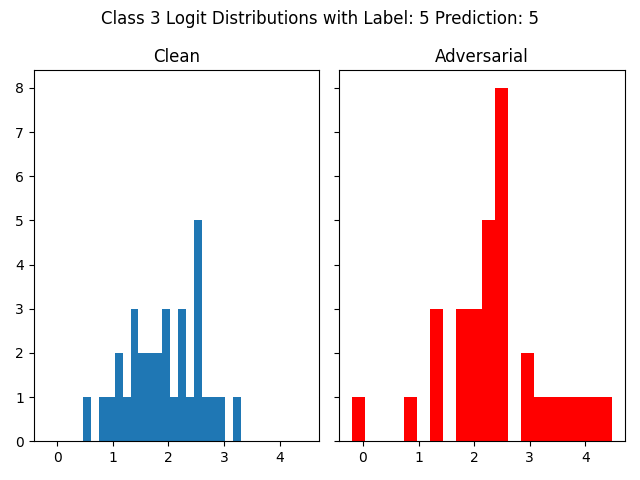 Class 3 Logit Distributions with Label: 5 Prediction: 5
Clean
Adversarial
8
7
6
5
4
3
2
1
0
0 1 2 3 4
0 1 2 3 4